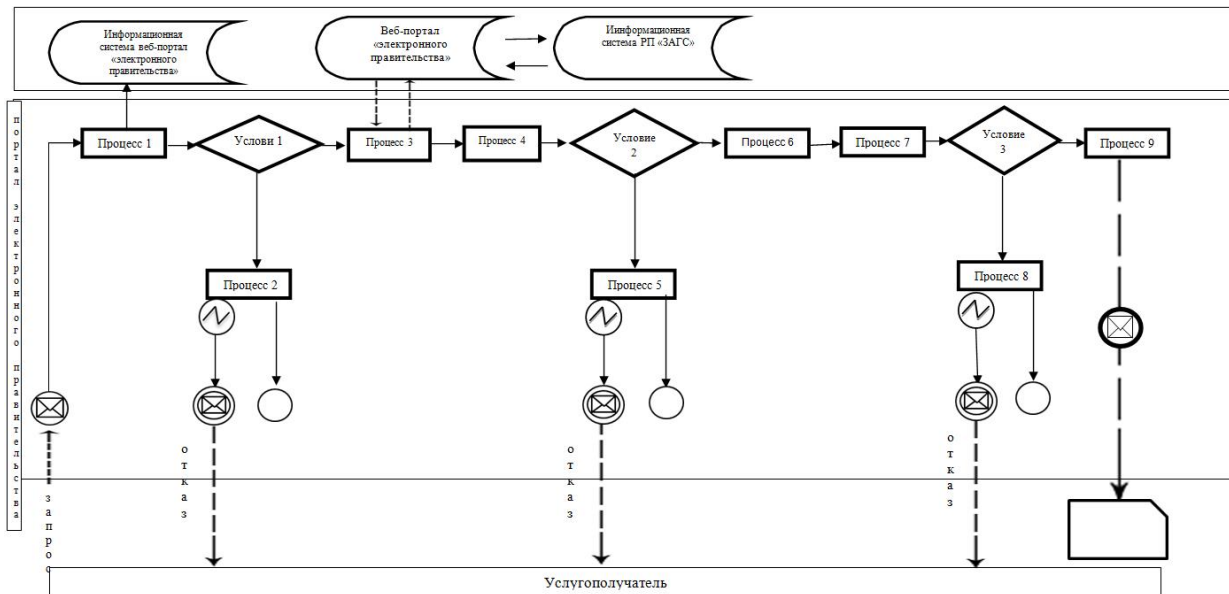 Информационная
система веб-портал
«электронного
правительства»
Веб-портал
«электронного
правительства»
Иинформационная
система РП «ЗАГС»
портал электронного правительства
Процесс 1
Услови 1
Процесс 3
Процесс 4
Условие
2
Процесс 6
Процесс 7
Условие
3
Процесс 9
Процесс 2
Процесс 5
Процесс 8
запрос
отказ
отказ
отказ
Услугополучатель